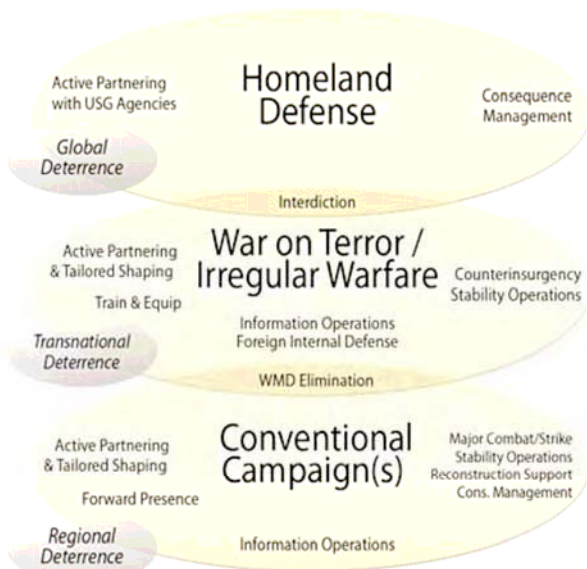 Homeland
Defense
Active Partnering
with USG Agencies
Consequence
Management
Global
Deterrence
Interdiction
War on Terror /
Irregular Warfare
Active Partnering
& Tailored Shaping
Train & Equip
Counterinsurgency
Stability Operations
Information Operations
Foreign Internal Defense
Transnational
Deterrence
WMD Elimination
Conventional
Campaign(s)
Active Partnering
& Tailored Shaping
Forward Presence
Major Combat/Strike
Stability Operations
Reconstruction Support
Cons. Management
Regional
Deterrence
Information Operations